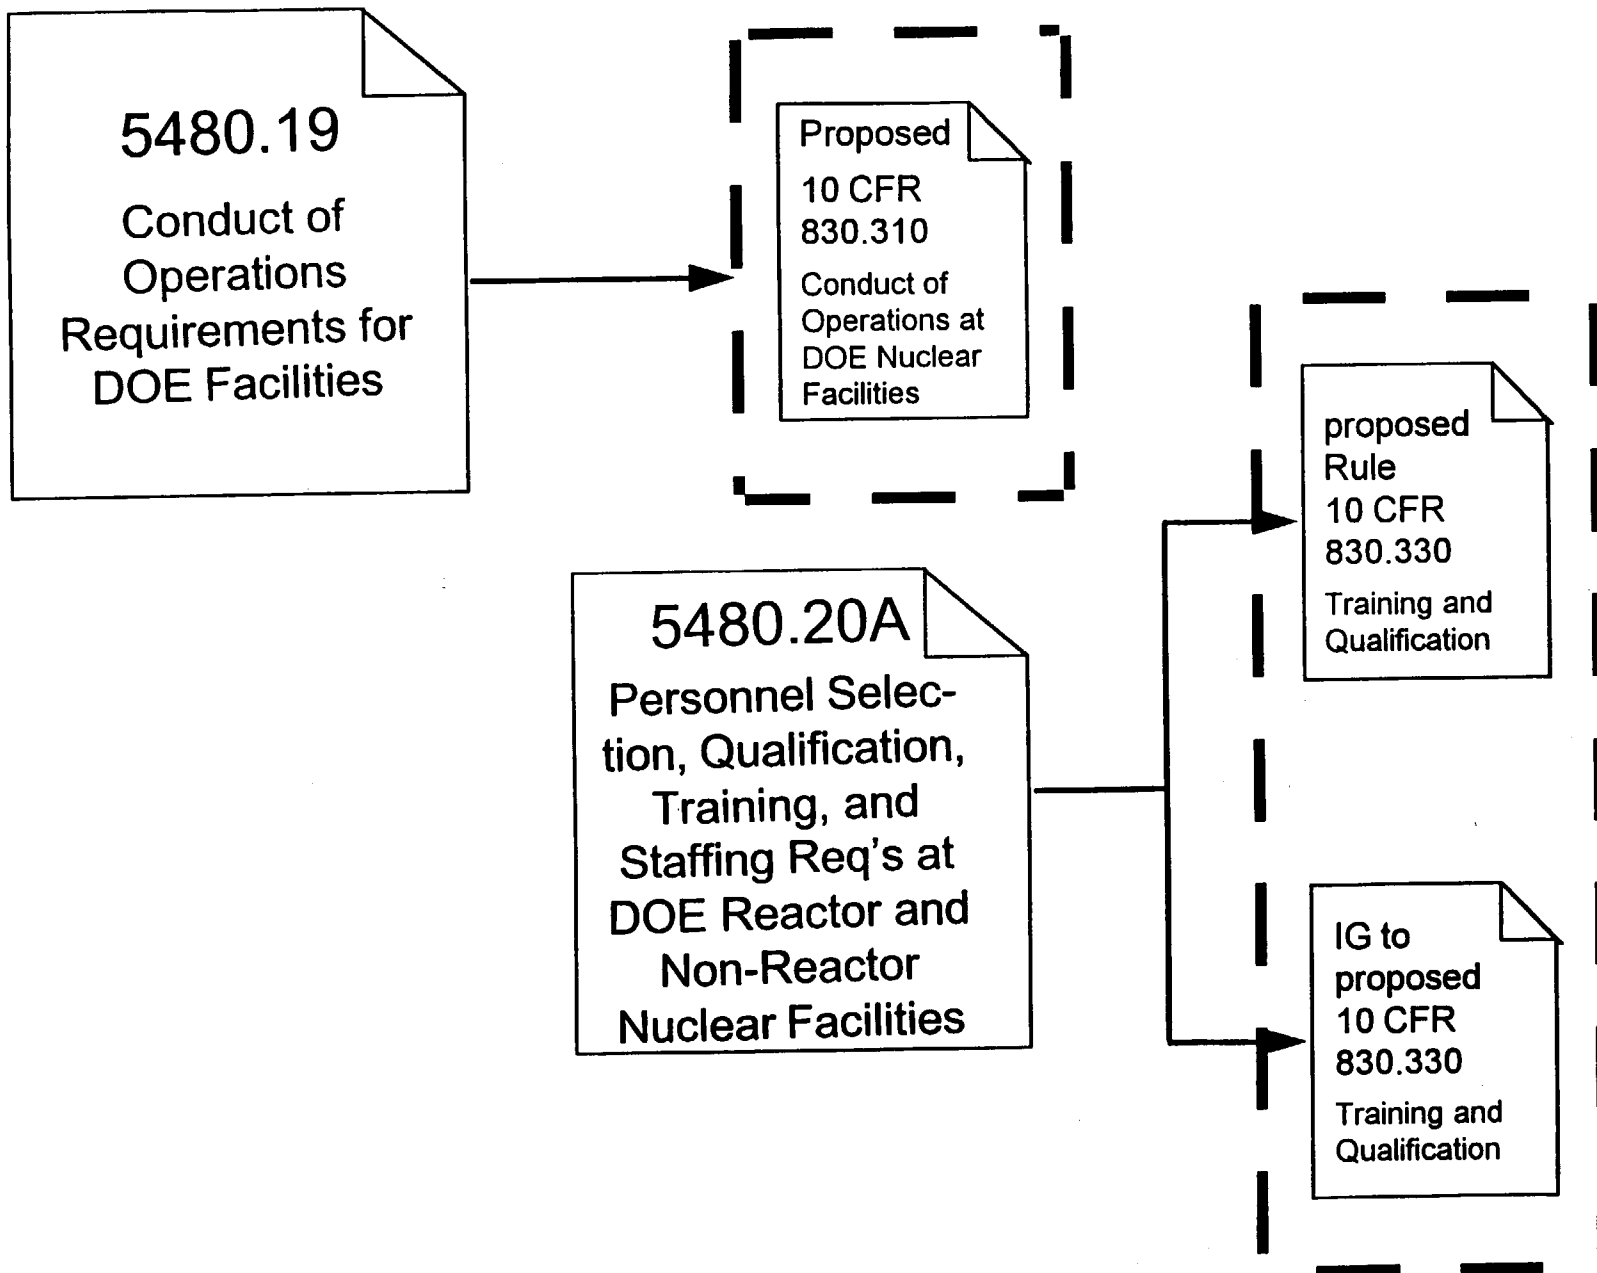 5480.19
Conduct of
Operations
Requirements for
DOE Facilities
Proposed
10 CFR
830.310
Conduct of
Operations at
DOE Nuclear
Facilities
5480.20A
Personnel Selec-
tion, Qualification,
Training, and
Staffing Req's at
DOE Reactor and
Non-Reactor
Nuclear Facilities
proposed
Rule
10 CFR
830.330
Training and
Qualification
IG to
proposed
10 CFR
830.330
Training and
Qualification